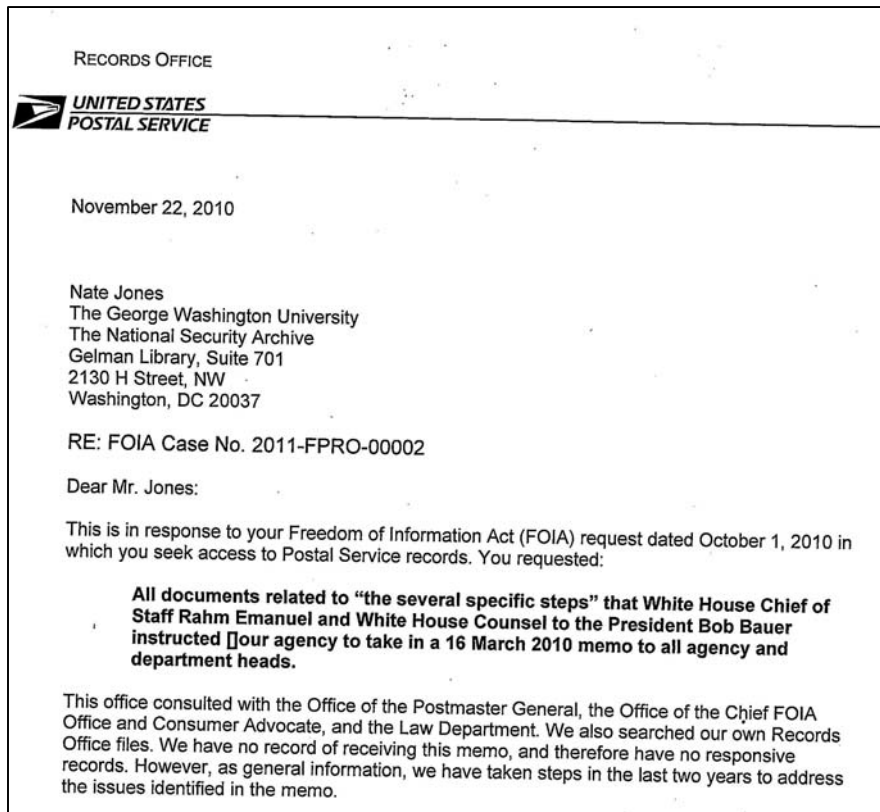 RECORDS OFFICE
UNITED STATES
POSTAL SERVICE
November 22, 2010
Nate Jones
The George Washington University
The National Security Archive
Gelman Library, Suite 701
2130 H Street, NW
Washington, DC 20037
RE: FOIA Case No. 2011-FPRO-00002
Dear Mr. Jones:
This is in response to your Freedom of Information Act (FOIA) request dated October 1, 2010 in
which you seek access to Postal Service records. You requested:
All documents related to “the several specific steps” that White House Chief of
Staff Rahm Emanuel and White House Counsel to the President Bob Bauer
instructed []our agency to take in a 16 March 2010 memo to all agency and
department heads.
This office consulted with the Office of the Postmaster General, the Office of the Chief FOIA
Office and Consumer Advocate, and the Law Department. We also searched our own Records
Office files. We have no record of receiving this memo, and therefore have no responsive
records. However, as general information, we have taken steps in the last two years to address
the issues identified in the memo.